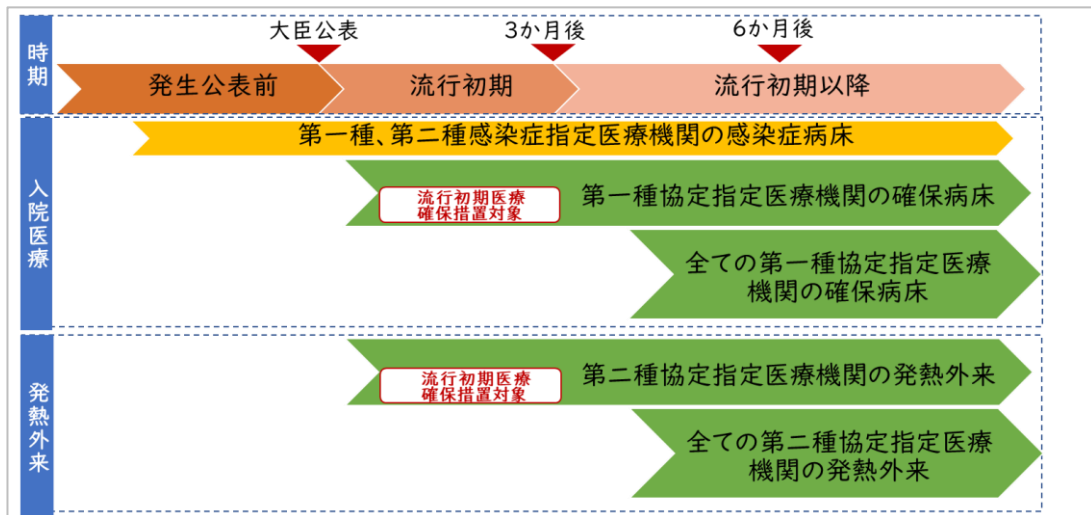 時期
大臣公表
3か月後
6か月後
発生公表前
流行初期
流行初期以降
入院医療
第一種、第二種感染症指定医療機関の感染症病床
流行初期医療
確保措置対象
第一種協定指定医療機関の確保病床
全ての第一種協定指定医療
機関の確保病床
発熱外来
流行初期医療
確保措置対象
第二種協定指定医療機関の発熱外来
全ての第二種協定指定医療
機関の発熱外来